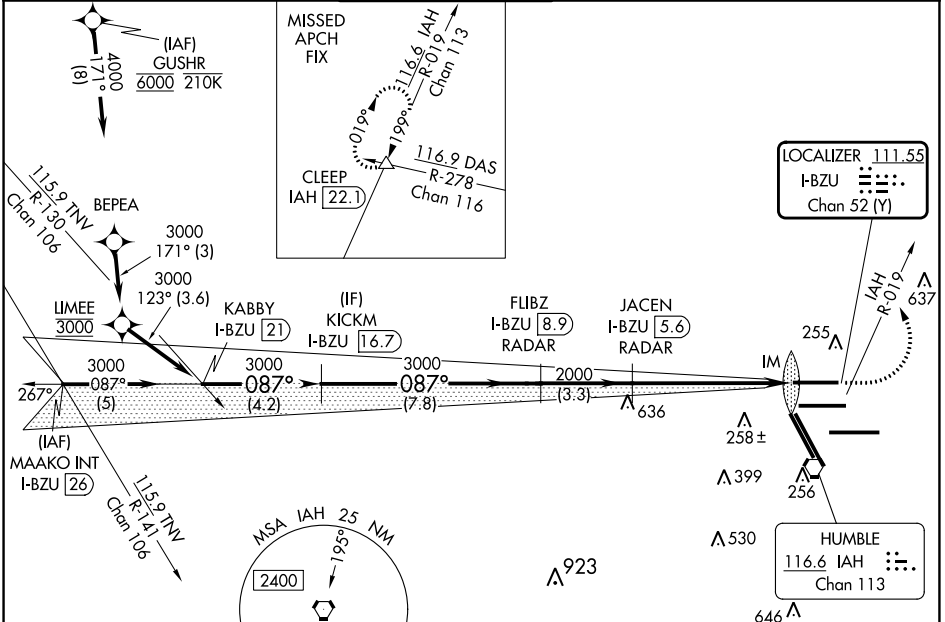 (IAF)
GUSHR
6000 210K
4000
171°
(8)
MISSED
APCH
FIX
116.6 IAH
R-019
Chan 113
019°
199°
CLEEP
IAH 22.1
116.9 DAS
R-278
Chan 116
LOCALIZER 111.55
I-BZU
Chan 52 (Y)
115.9 TNV
R-130
Chan 106
BEPEA
3000
171° (3)
3000
123° (3.6)
LIMEE
3000
KABBY
I-BZU 21
(IF)
KICKM
I-BZU 16.7
FLIBZ
I-BZU 8.9
RADAR
JACEN
I-BZU 5.6
RADAR
IAH
R-019
637
255
IM
267°
3000
087°
(5)
3000
087°
(4.2)
3000
087°
(7.8)
2000
(3.3)
636
258 ±
399
256
(IAF)
MAAKO INT
I-BZU 26
115.9 TNV
R-141
Chan 106
MSA IAH 25 NM
195°
2400
923
530
HUMBLE
116.6 IAH
Chan 113
646